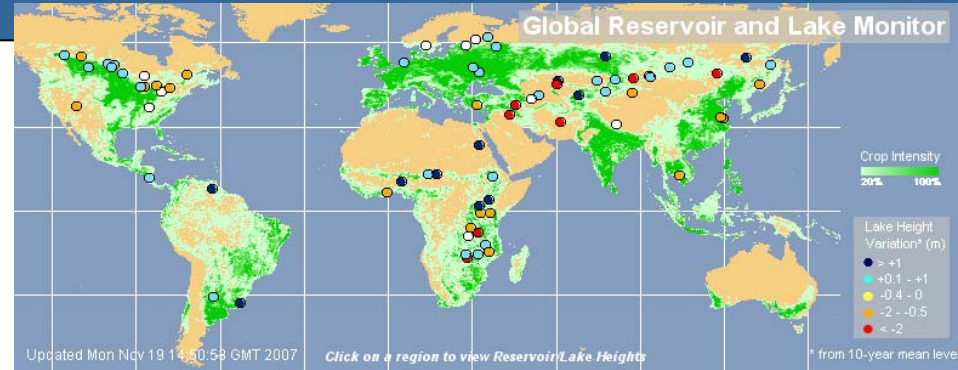 Global Reservoir and Lake Monitor
Crop Intensity
20% 100%
Lake Height
Variation* (m)
> +1
+0.1 - +1
-0.4 - 0
-2 - -0.5
< -2
Updated Mon Nov 19 14:50:53 GMT 2007
Click on a region to view Reservoir/Lake Heights
* from 10-year mean leve